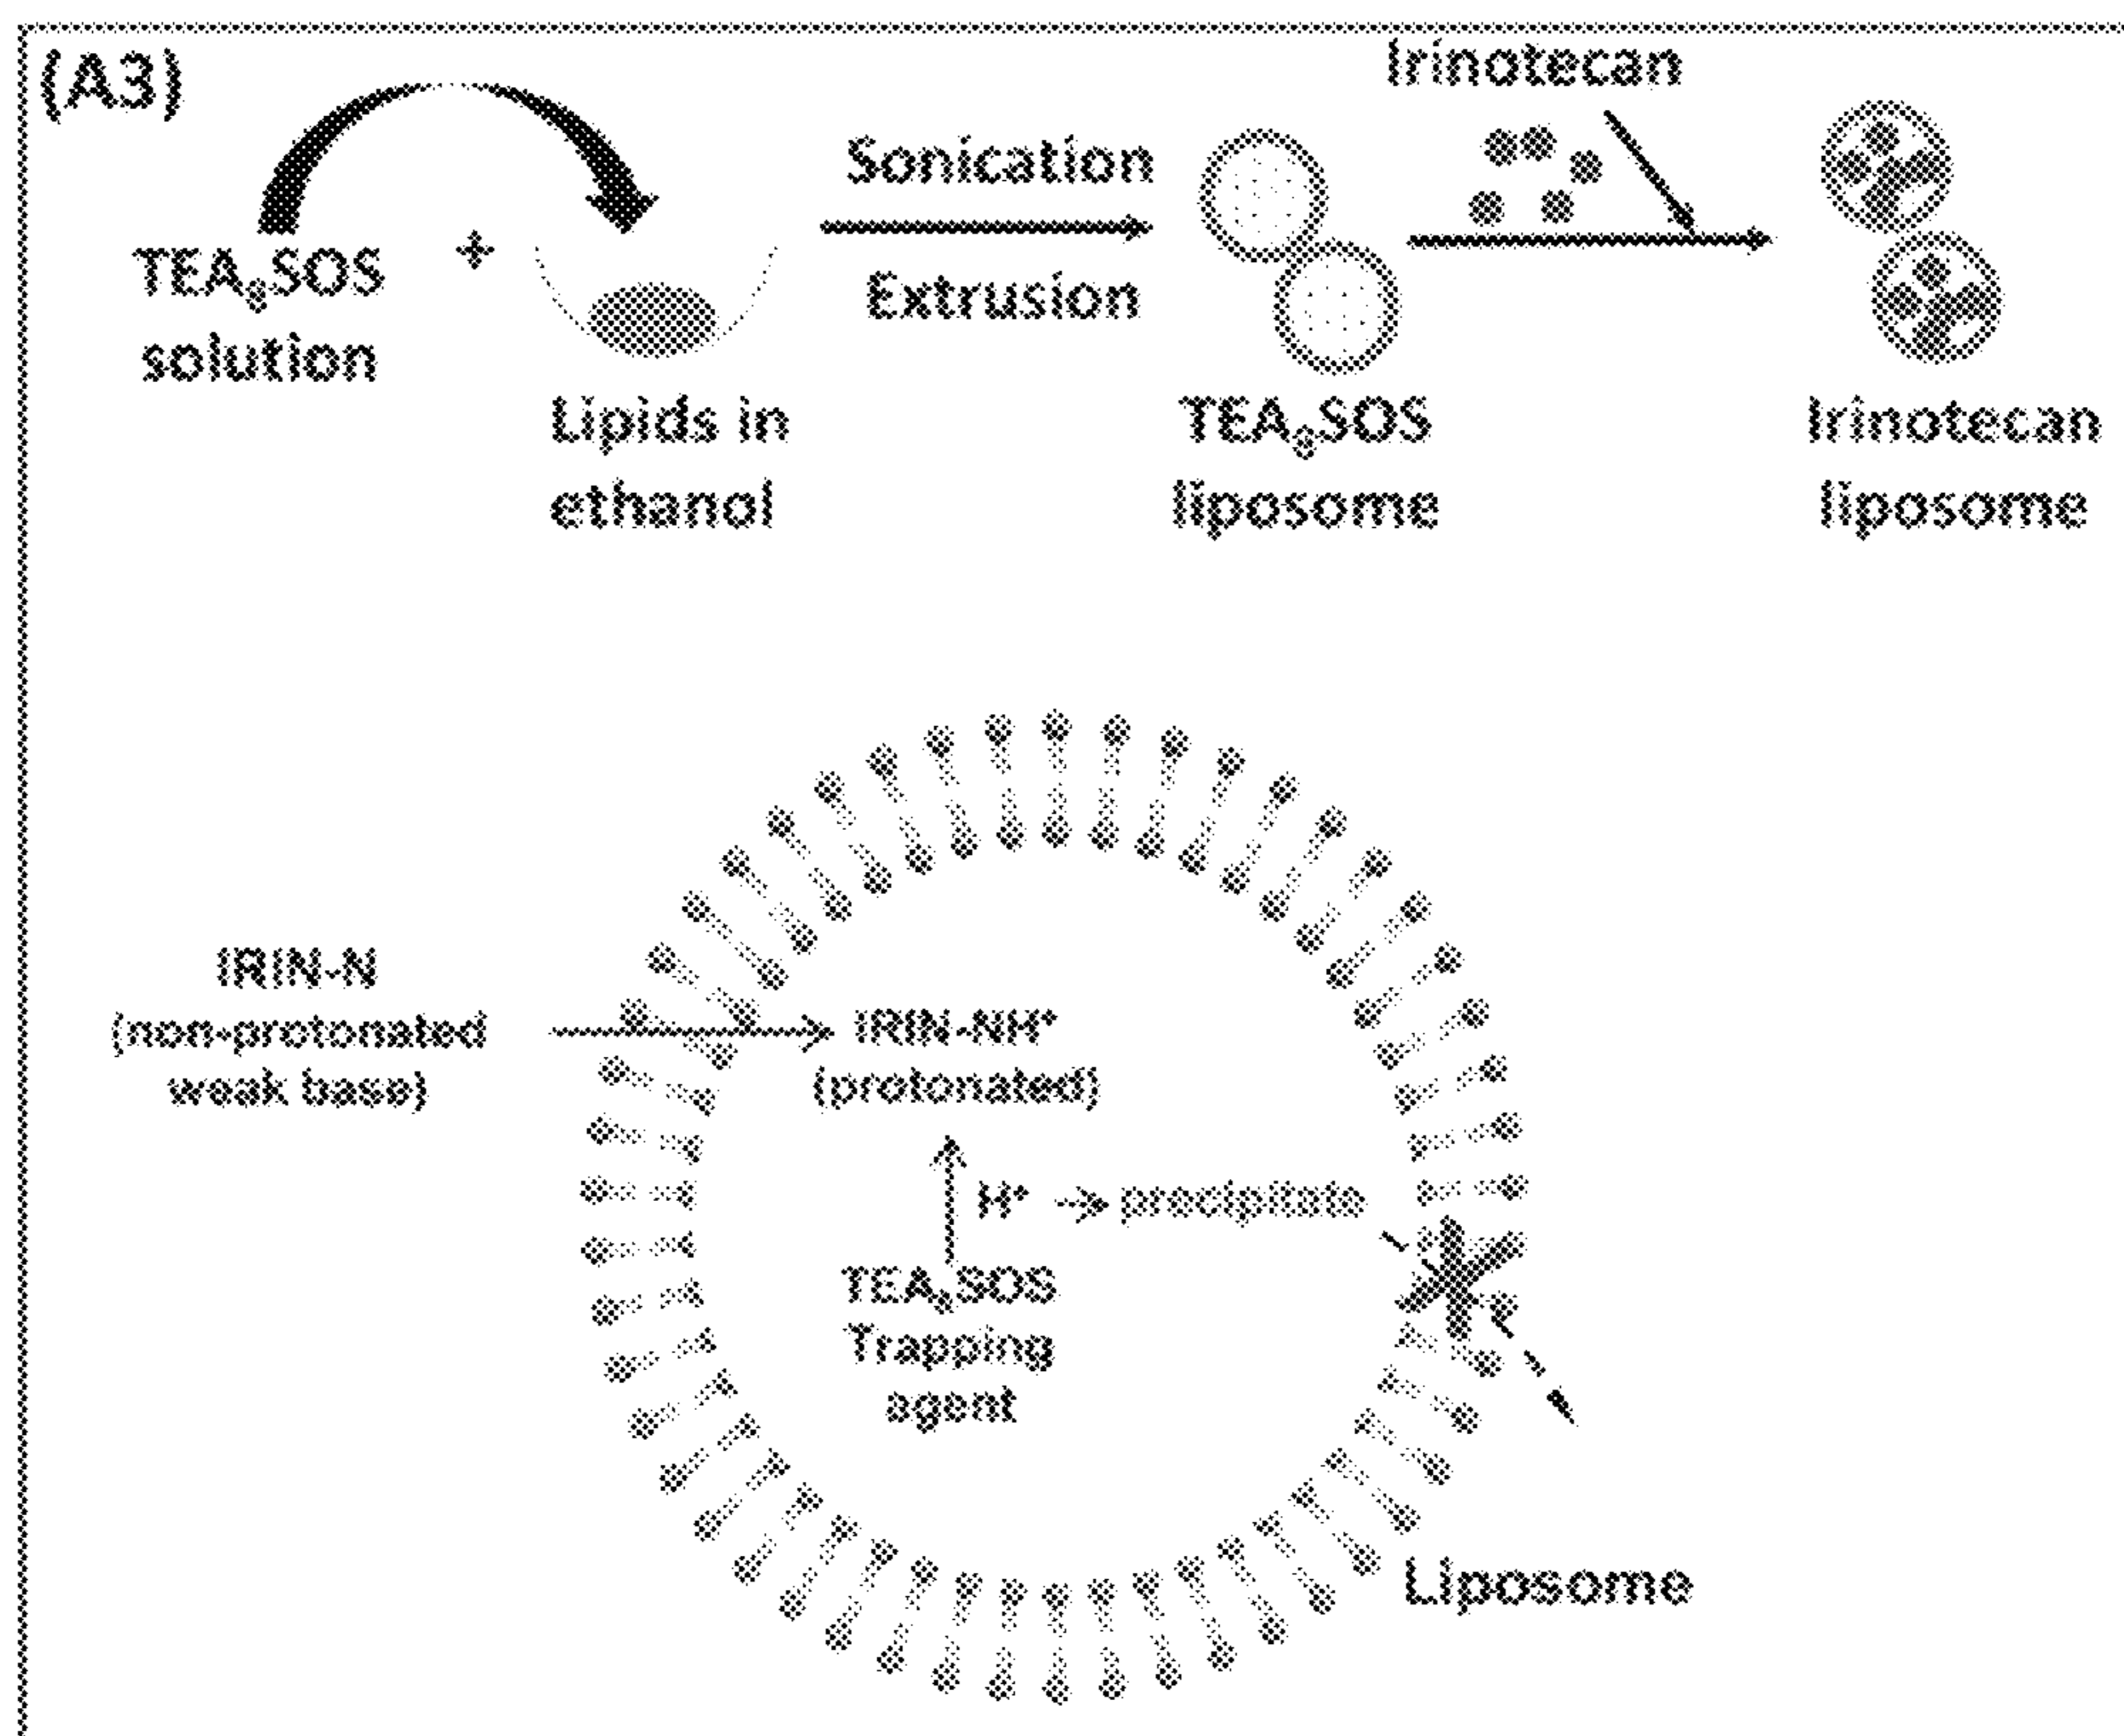 (A3)
Irinotecan
Sonication
TEA₈SOS
solution
+
Extrusion
Lipids in
ethanol
TEA₈SOS
liposome
Irinotecan
liposome
IRIN-N
(non-protonated
weak base)
IRIN-NH⁺
(protonated)
H⁺ → precipitate
TEA₈SOS
Trapping
agent
Liposome